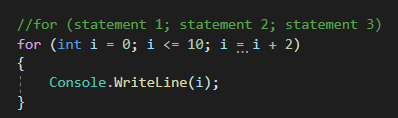 //for (statement 1; statement 2; statement 3)
for (int i = 0; i <= 10; i = i + 2)
{
    Console.WriteLine(i);
}